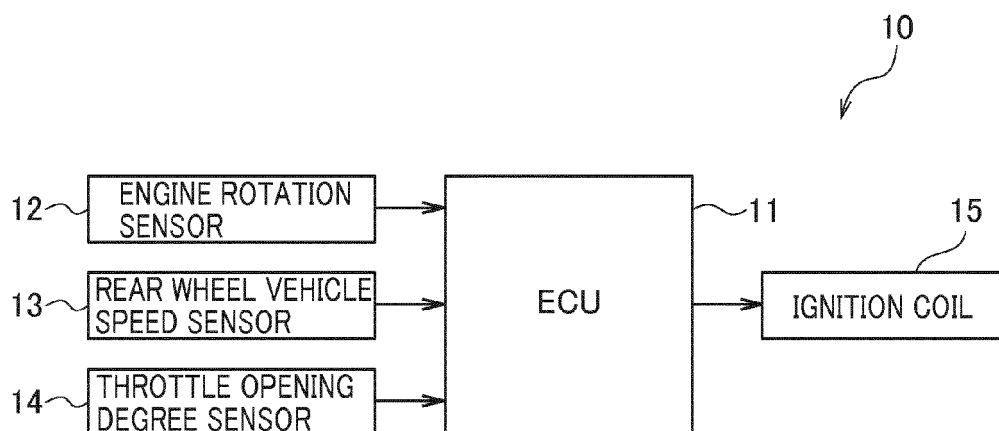 10
12
ENGINE ROTATION
SENSOR
11
15
13
REAR WHEEL VEHICLE
SPEED SENSOR
ECU
IGNITION COIL
14
THROTTLE OPENING
DEGREE SENSOR